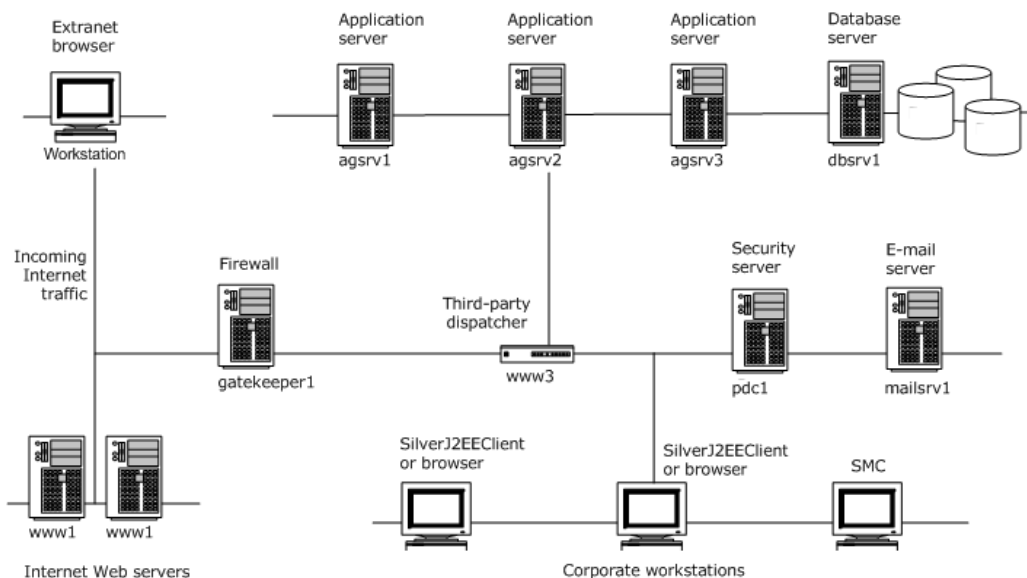 Extranet
browser
Workstation
Application
server
agsrv1
Application
server
agsrv2
Application
server
agsrv3
Database
server
dbsrv1
Incoming
Internet
traffic
Firewall
gatekeeper1
Third-party
dispatcher
www3
Security
server
pdc1
E-mail
server
mailsrv1
www1
www1
Internet Web servers
SilverJ2EEClient
or browser
SilverJ2EEClient
or browser
SMC
Corporate workstations